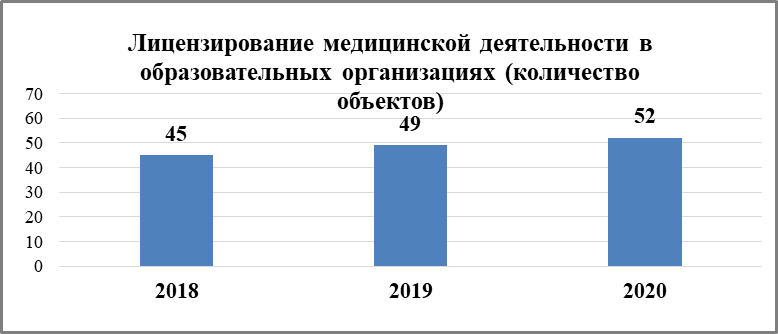 Лицензирование медицинской деятельности в
образовательных организациях (количество
объектов)
70
60
50
40
30
20
10
0
45
49
52
2018 2019 2020